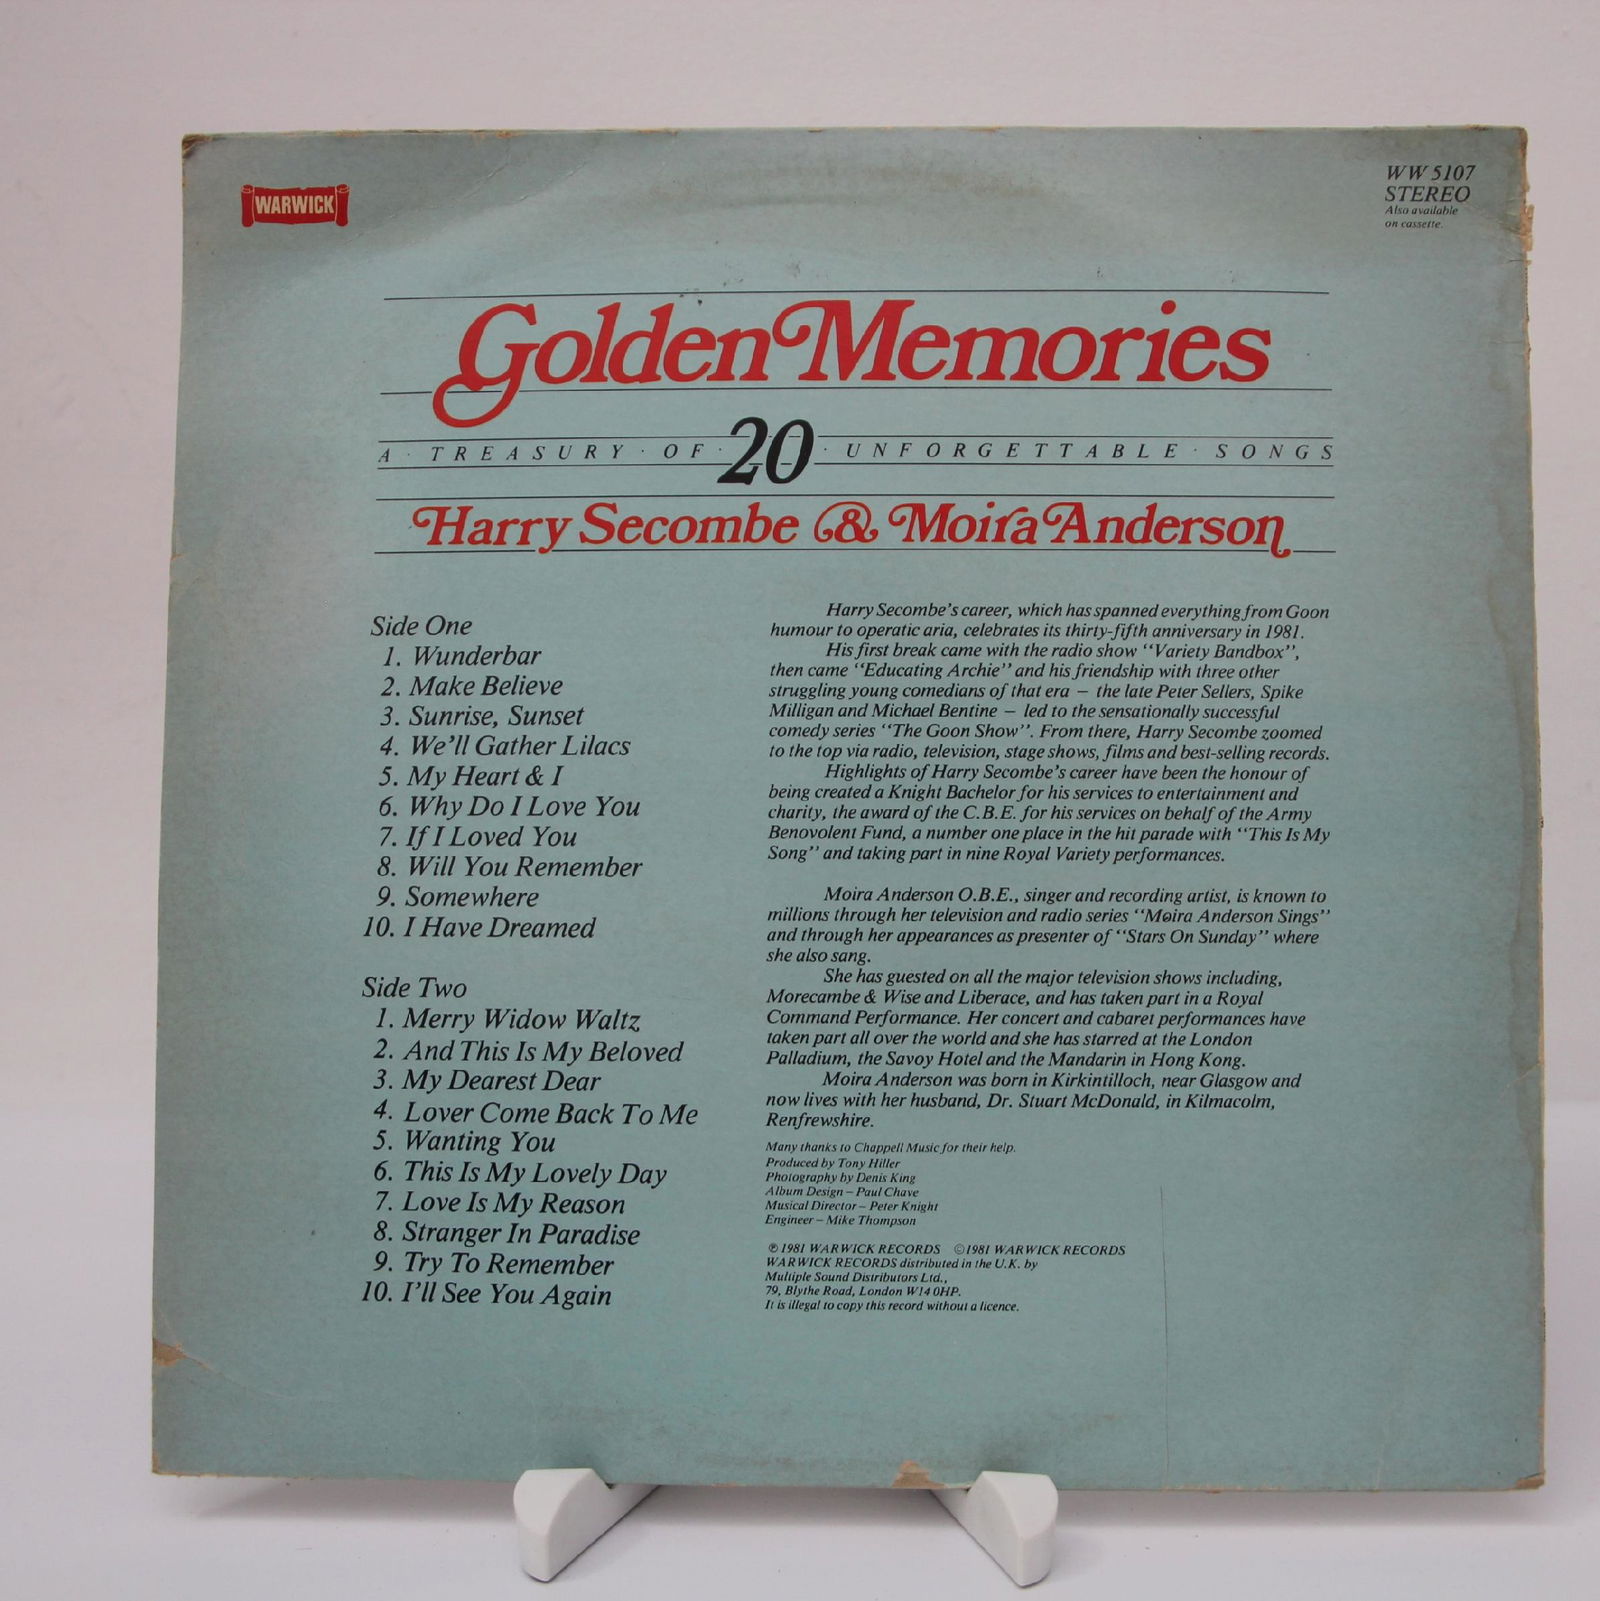 WARWICK
WW 5107
STEREO
Also available
on cassette.
Golden Memories
A · TREASURY · OF · 20 · UNFORGETTABLE · SONGS
Harry Secombe & Moira Anderson
Side One
1. Wunderbar
2. Make Believe
3. Sunrise, Sunset
4. We'll Gather Lilacs
5. My Heart & I
6. Why Do I Love You
7. If I Loved You
8. Will You Remember
9. Somewhere
10. I Have Dreamed
Side Two
1. Merry Widow Waltz
2. And This Is My Beloved
3. My Dearest Dear
4. Lover Come Back To Me
5. Wanting You
6. This Is My Lovely Day
7. Love Is My Reason
8. Stranger In Paradise
9. Try To Remember
10. I'll See You Again
Harry Secombe's career, which has spanned everything from Goon
humour to operatic aria, celebrates its thirty-fifth anniversary in 1981.
His first break came with the radio show "Variety Bandbox",
then came "Educating Archie" and his friendship with three other
struggling young comedians of that era – the late Peter Sellers, Spike
Milligan and Michael Bentine – led to the sensationally successful
comedy series "The Goon Show". From there, Harry Secombe zoomed
to the top via radio, television, stage shows, films and best-selling records.
Highlights of Harry Secombe's career have been the honour of
being created a Knight Bachelor for his services to entertainment and
charity, the award of the C.B.E. for his services on behalf of the Army
Benovolent Fund, a number one place in the hit parade with "This Is My
Song" and taking part in nine Royal Variety performances.
Moira Anderson O.B.E., singer and recording artist, is known to
millions through her television and radio series "Moira Anderson Sings"
and through her appearances as presenter of "Stars On Sunday" where
she also sang.
She has guested on all the major television shows including,
Morecambe & Wise and Liberace, and has taken part in a Royal
Command Performance. Her concert and cabaret performances have
taken part all over the world and she has starred at the London
Palladium, the Savoy Hotel and the Mandarin in Hong Kong.
Moira Anderson was born in Kirkintilloch, near Glasgow and
now lives with her husband, Dr. Stuart McDonald, in Kilmacolm,
Renfrewshire.
Many thanks to Chappell Music for their help.
Produced by Tony Hiller
Photography by Denis King
Album Design – Paul Chave
Musical Director – Peter Knight
Engineer – Mike Thompson
℗ 1981 WARWICK RECORDS © 1981 WARWICK RECORDS
WARWICK RECORDS distributed in the U.K. by
Multiple Sound Distributors Ltd.,
79, Blythe Road, London W14 0HP.
It is illegal to copy this record without a licence.